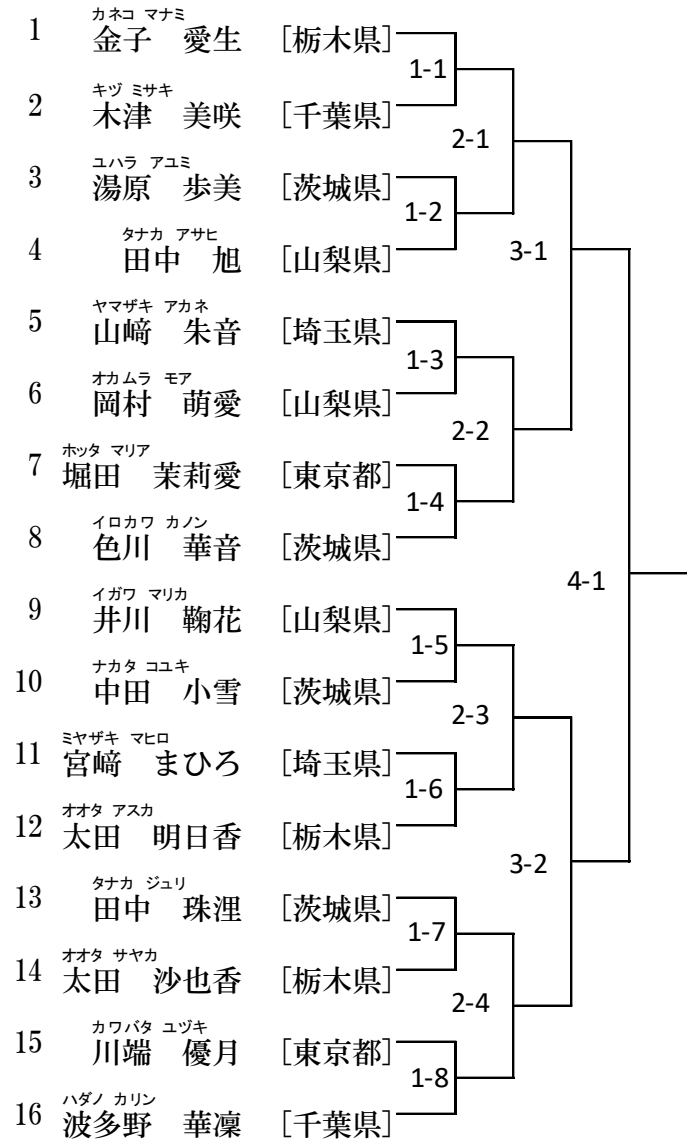 カネコ マナミ
1 金子 愛生 [栃木県]
1-1
キヅ ミサキ
2 木津 美咲 [千葉県]
2-1
ユハラ アユミ
3 湯原 歩美 [茨城県]
1-2
タナカ アサヒ
4 田中 旭 [山梨県]
3-1
ヤマザキ アカネ
5 山﨑 朱音 [埼玉県]
1-3
オカムラ モア
6 岡村 萌愛 [山梨県]
2-2
ホッタ マリア
7 堀田 茉莉愛 [東京都]
1-4
イロカワ カノン
8 色川 華音 [茨城県]
4-1
イガワ マリカ
9 井川 鞠花 [山梨県]
1-5
ナカタ コユキ
10 中田 小雪 [茨城県]
2-3
ミヤザキ マヒロ
11 宮﨑 まひろ [埼玉県]
1-6
オオタ アスカ
12 太田 明日香 [栃木県]
3-2
タナカ ジュリ
13 田中 珠浬 [茨城県]
1-7
オオタ サヤカ
14 太田 沙也香 [栃木県]
2-4
カワバタ ユヅキ
15 川端 優月 [東京都]
1-8
ハダノ カリン
16 波多野 華凜 [千葉県]